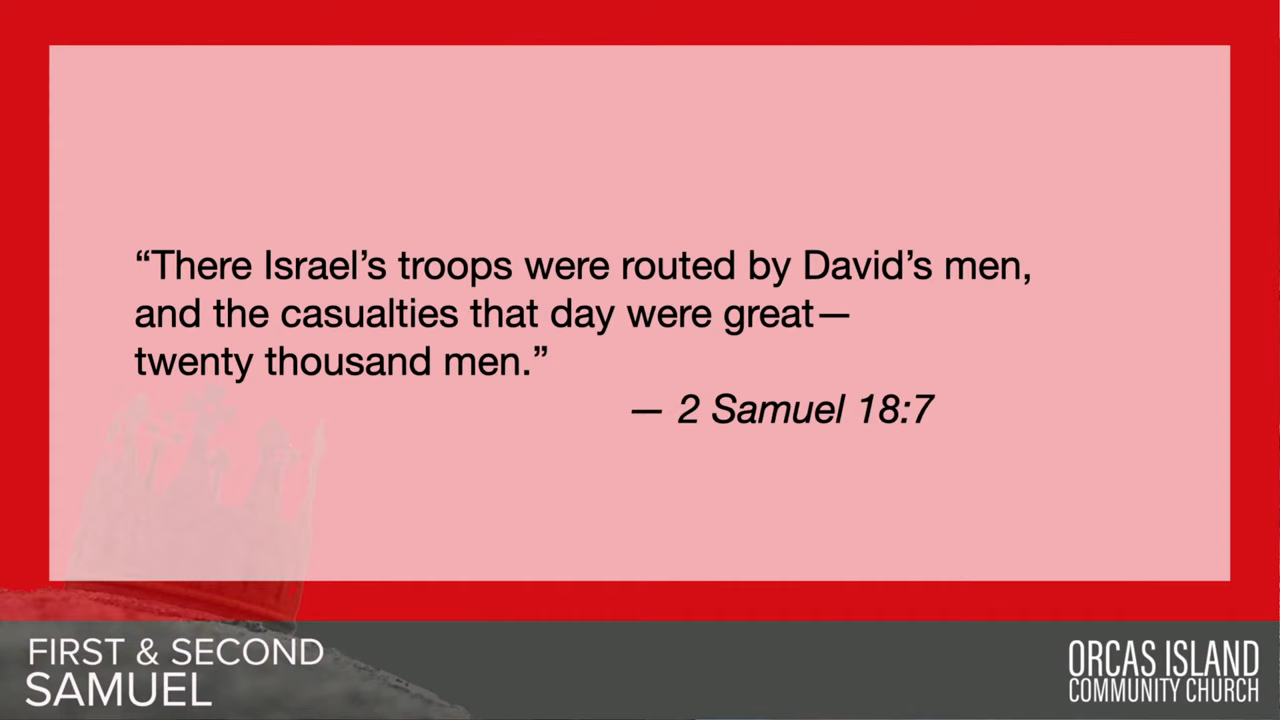 “There Israel’s troops were routed by David’s men,
and the casualties that day were great—
twenty thousand men.”
— 2 Samuel 18:7
FIRST & SECOND
SAMUEL
ORCAS ISLAND
COMMUNITY CHURCH